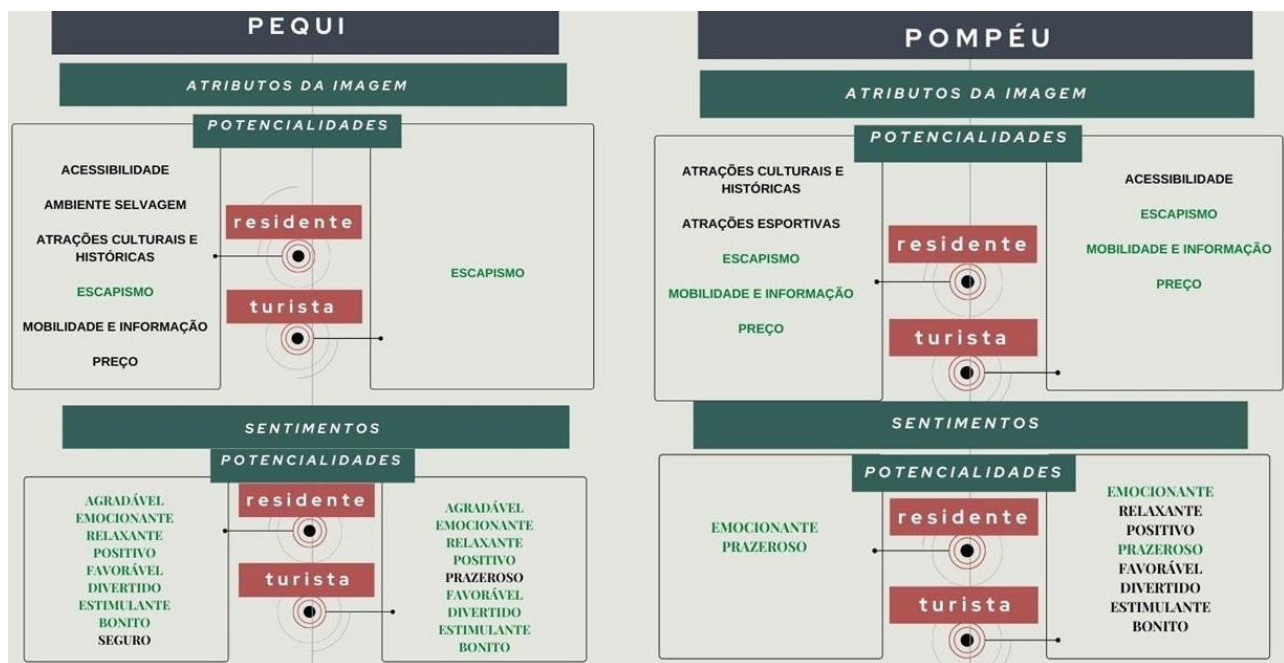 PEQUI
ATRIBUTOS DA IMAGEM
POTENCIALIDADES
ACESSIBILIDADE
AMBIENTE SELVAGEM
ATRAÇÕES CULTURAIS E
HISTÓRICAS
ESCAPISMO
MOBILIDADE E INFORMAÇÃO
PREÇO
residente
turista
ESCAPISMO
SENTIMENTOS
POTENCIALIDADES
AGRADÁVEL
EMOCIONANTE
RELAXANTE
POSITIVO
FAVORÁVEL
DIVERTIDO
ESTIMULANTE
BONITO
SEGURO
residente
turista
AGRADÁVEL
EMOCIONANTE
RELAXANTE
POSITIVO
PRAZEROSO
FAVORÁVEL
DIVERTIDO
ESTIMULANTE
BONITO
POMPÉU
ATRIBUTOS DA IMAGEM
POTENCIALIDADES
ATRAÇÕES CULTURAIS E
HISTÓRICAS
ATRAÇÕES ESPORTIVAS
ESCAPISMO
MOBILIDADE E INFORMAÇÃO
PREÇO
residente
turista
ACESSIBILIDADE
ESCAPISMO
MOBILIDADE E INFORMAÇÃO
PREÇO
SENTIMENTOS
POTENCIALIDADES
EMOCIONANTE
PRAZEROSO
residente
turista
EMOCIONANTE
RELAXANTE
POSITIVO
PRAZEROSO
FAVORÁVEL
DIVERTIDO
ESTIMULANTE
BONITO